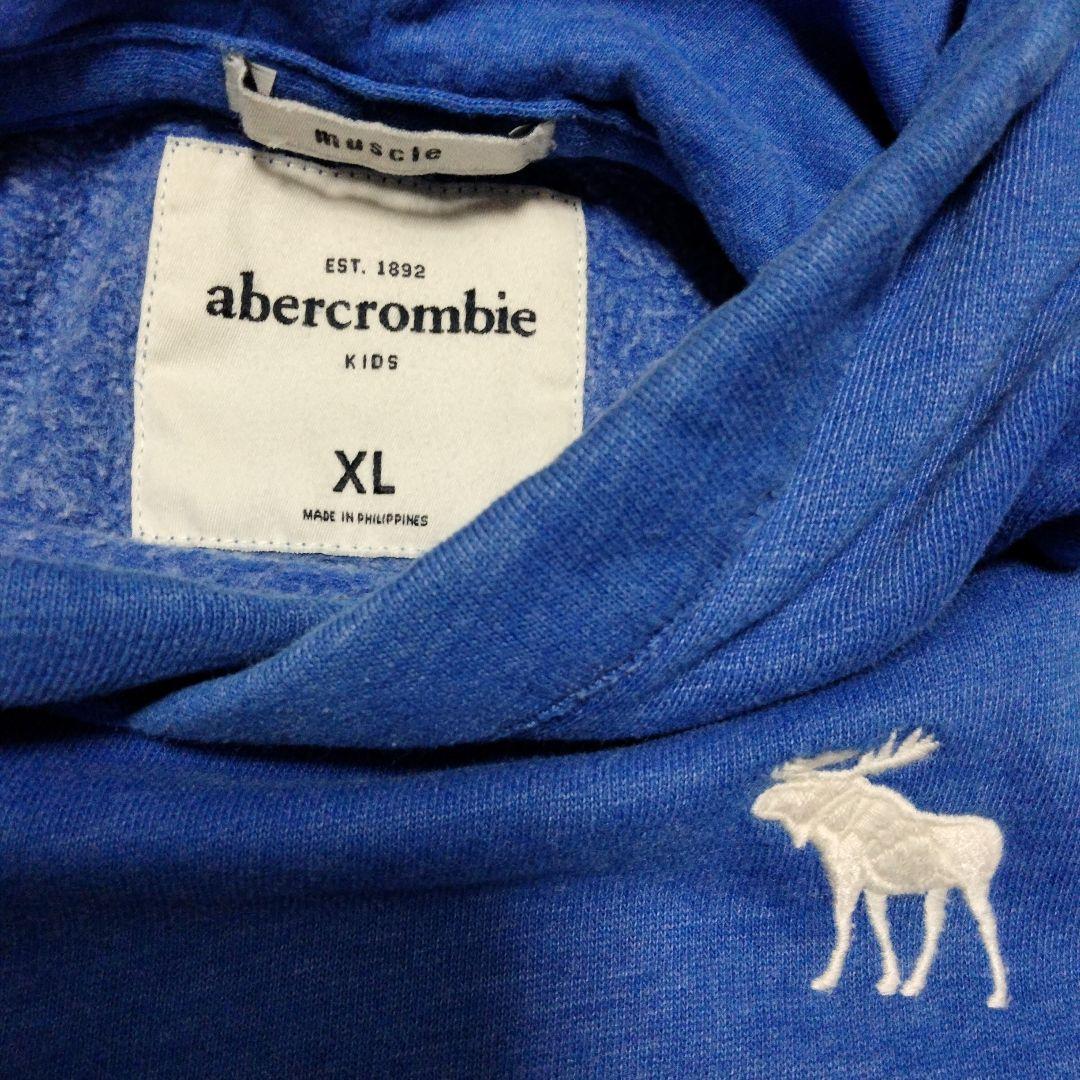 muscle
EST. 1892
abercrombie
KIDS
XL
MADE IN PHILIPPINES